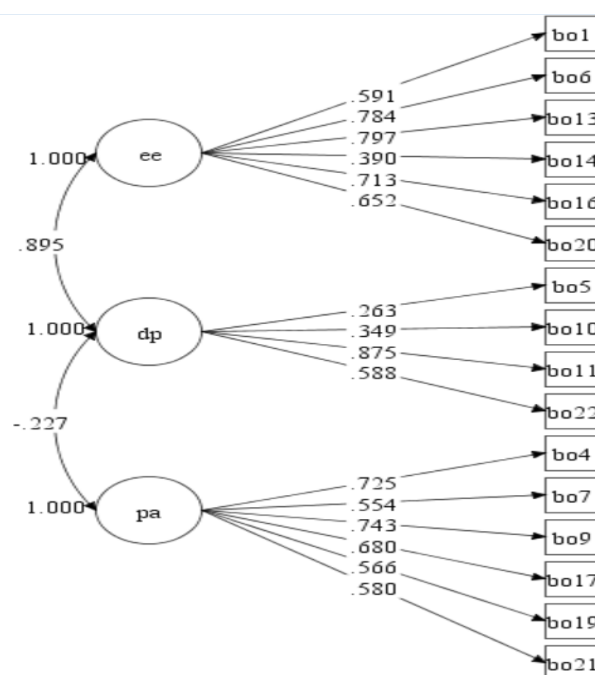 bo1
bo6
.591
.784
bo13
.797
1.000
ee
.390
bo14
.713
.652
bo16
.895
bo20
bo5
.263
1.000
dp
.349
bo10
.875
.588
bo11
bo22
-.227
bo4
.725
.554
bo7
1.000
pa
.743
bo9
.680
.566
bo17
.580
bo19
bo21